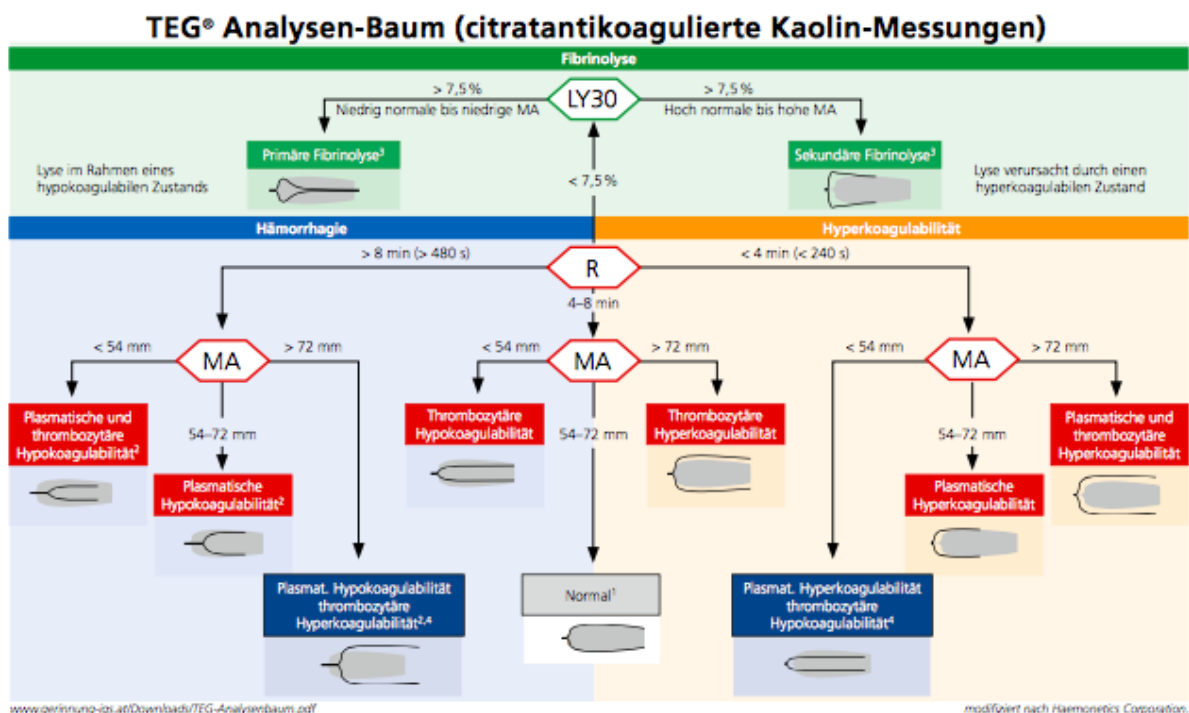 TEG® Analysen-Baum (citratantikoagulierte Kaolin-Messungen)
Fibrinolyse
> 7,5 %
Niedrig normale bis niedrige MA
LY30
> 7,5 %
Hoch normale bis hohe MA
Primäre Fibrinolyse³
Lyse im Rahmen eines
hypokoagulabilen Zustands
< 7,5 %
Sekundäre Fibrinolyse³
Lyse verursacht durch einen
hyperkoagulabilen Zustand
Hämorrhagie
Hyperkoagulabilität
> 8 min (> 480 s)
R
< 4 min (< 240 s)
4–8 min
< 54 mm
MA
> 72 mm
54–72 mm
Plasmatische und
thrombozytäre
Hypokoagulabilität²
Plasmatische
Hypokoagulabilität²
Plasmat. Hypokoagulabilität
thrombozytäre
Hyperkoagulabilität²,⁴
< 54 mm
MA
> 72 mm
54–72 mm
Thrombozytäre
Hypokoagulabilität
Thrombozytäre
Hyperkoagulabilität
Normal¹
< 54 mm
MA
> 72 mm
54–72 mm
Plasmat. Hyperkoagulabilität
thrombozytäre
Hypokoagulabilität⁴
Plasmatische
Hyperkoagulabilität
Plasmatische und
thrombozytäre
Hyperkoagulabilität
www.gerinnung-igs.at/Downloads/TEG-Analysenbaum.pdf
modifiziert nach Haemonetics Corporation.